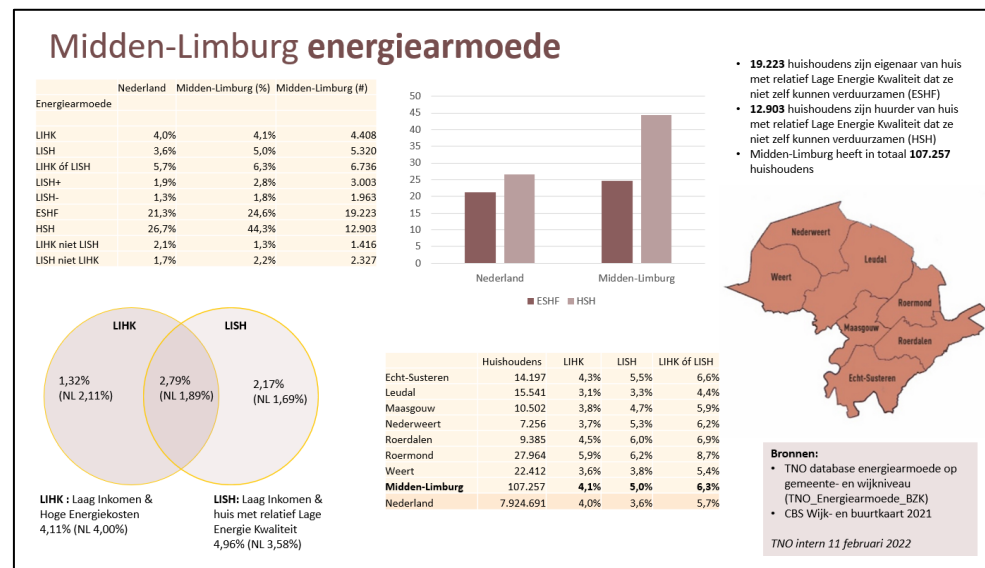 Midden-Limburg energiearmoede
Nederland Midden-Limburg (%) Midden-Limburg (#)
Energiearmoede
LIHK 4,0% 4,1% 4.408
LISH 3,6% 5,0% 5.320
LIHK óf LISH 5,7% 6,3% 6.736
LISH+ 1,9% 2,8% 3.003
LISH- 1,3% 1,8% 1.963
ESHF 21,3% 24,6% 19.223
HSH 26,7% 44,3% 12.903
LIHK niet LISH 2,1% 1,3% 1.416
LISH niet LIHK 1,7% 2,2% 2.327
50
45
40
35
30
25
20
15
10
5
0
Nederland Midden-Limburg
ESHF HSH
• 19.223 huishoudens zijn eigenaar van huis
met relatief Lage Energie Kwaliteit dat ze
niet zelf kunnen verduurzamen (ESHF)
• 12.903 huishoudens zijn huurder van huis
met relatief Lage Energie Kwaliteit dat ze
niet zelf kunnen verduurzamen (HSH)
• Midden-Limburg heeft in totaal 107.257
huishoudens
Nederweert
Leudal
Weert
Roermond
Maasgouw
Roerdalen
Echt-Susteren
LIHK LISH
1,32%
(NL 2,11%)
2,79%
(NL 1,89%)
2,17%
(NL 1,69%)
LIHK : Laag Inkomen &
Hoge Energiekosten
4,11% (NL 4,00%)
LISH: Laag Inkomen &
huis met relatief Lage
Energie Kwaliteit
4,96% (NL 3,58%)
Huishoudens LIHK LISH LIHK óf LISH
Echt-Susteren 14.197 4,3% 5,5% 6,6%
Leudal 15.541 3,1% 3,3% 4,4%
Maasgouw 10.502 3,8% 4,7% 5,9%
Nederweert 7.256 3,7% 5,3% 6,2%
Roerdalen 9.385 4,5% 6,0% 6,9%
Roermond 27.964 5,9% 6,2% 8,7%
Weert 22.412 3,6% 3,8% 5,4%
Midden-Limburg 107.257 4,1% 5,0% 6,3%
Nederland 7.924.691 4,0% 3,6% 5,7%
Bronnen:
• TNO database energiearmoede op
gemeente- en wijkniveau
(TNO_Energiearmoede_BZK)
• CBS Wijk- en buurtkaart 2021
TNO intern 11 februari 2022